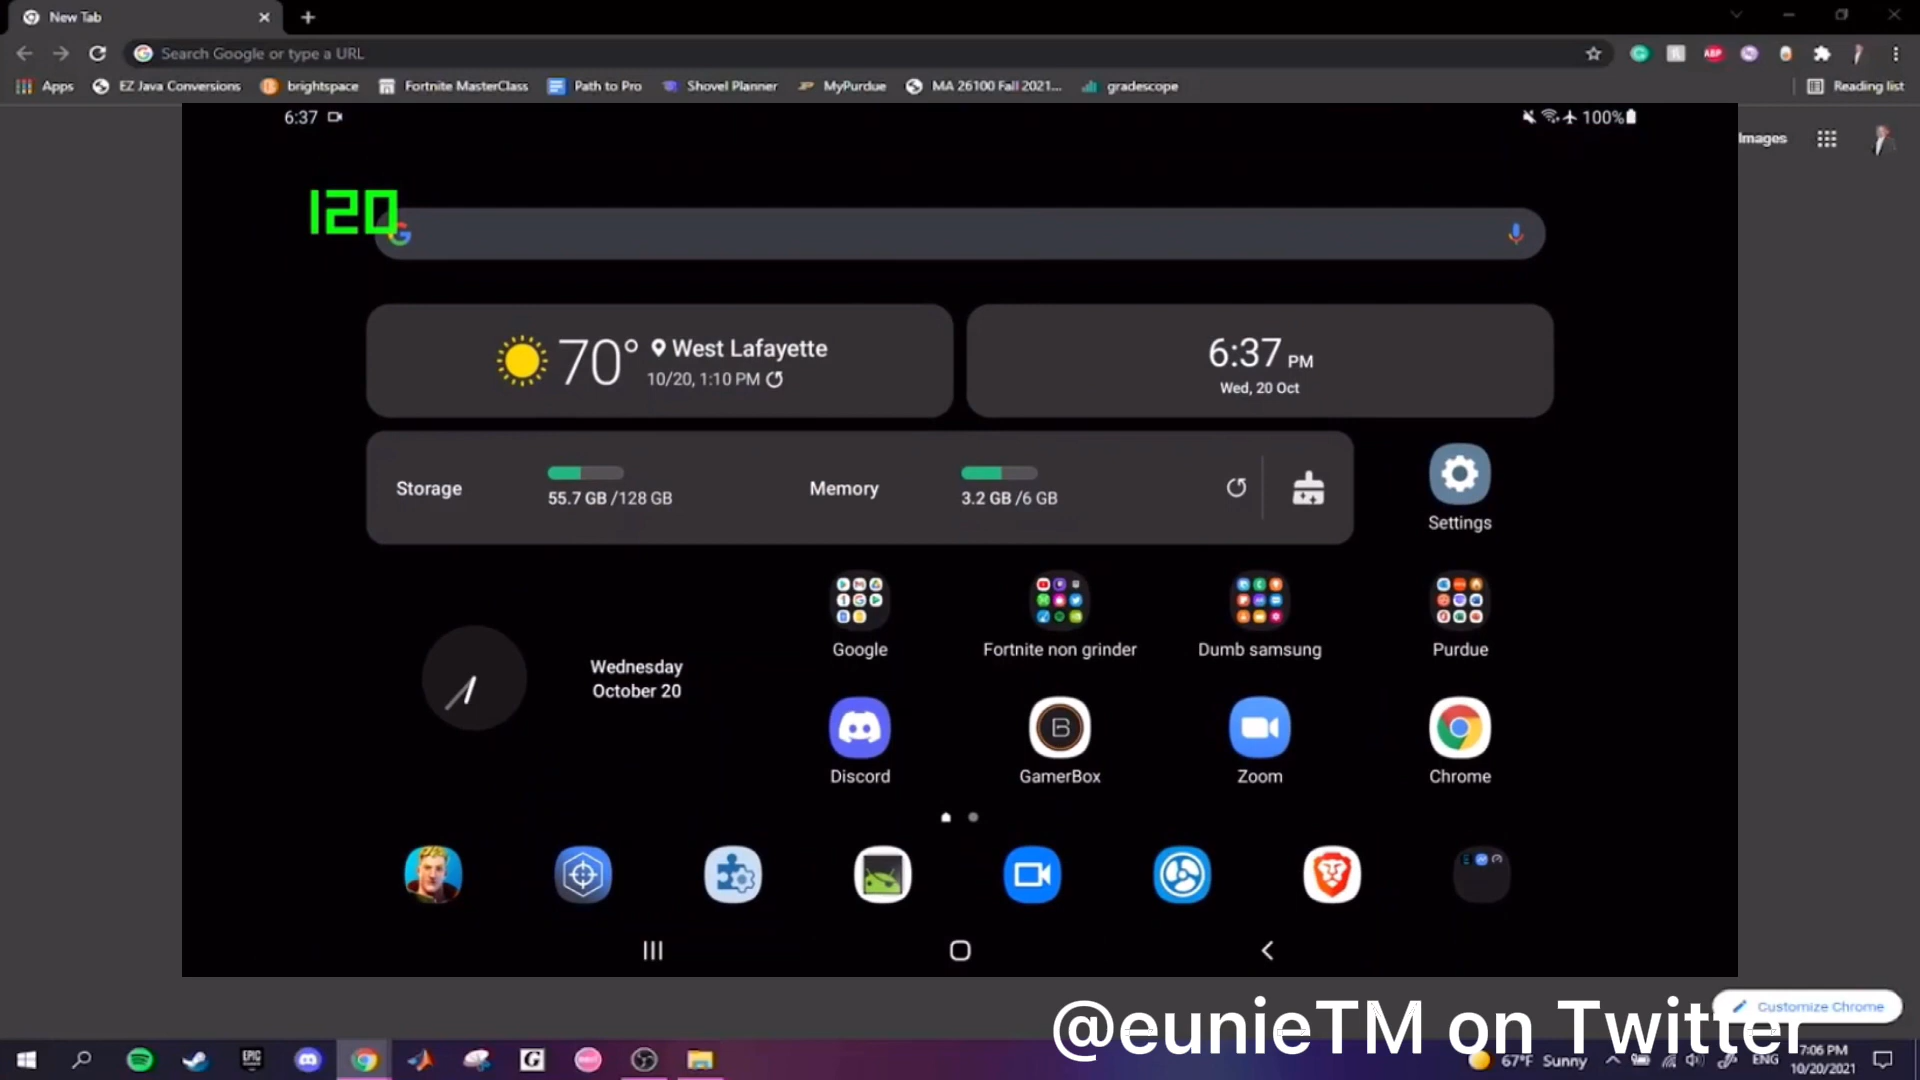 New Tab
Search Google or type a URL
Apps EZ Java Conversions brightspace Fortnite MasterClass Path to Pro Shovel Planner MyPurdue MA 26100 Fall 2021... gradescope Reading list
ABP
6:37 100%
Images
120
70° West Lafayette
10/20, 1:10 PM
6:37 PM
Wed, 20 Oct
Storage 55.7 GB /128 GB Memory 3.2 GB /6 GB
Settings
Google Fortnite non grinder Dumb samsung Purdue
Wednesday
October 20
Discord GamerBox Zoom Chrome
Customize Chrome
@eunieTM on Twitter
EPIC
67°F Sunny ENG 7:06 PM
10/20/2021